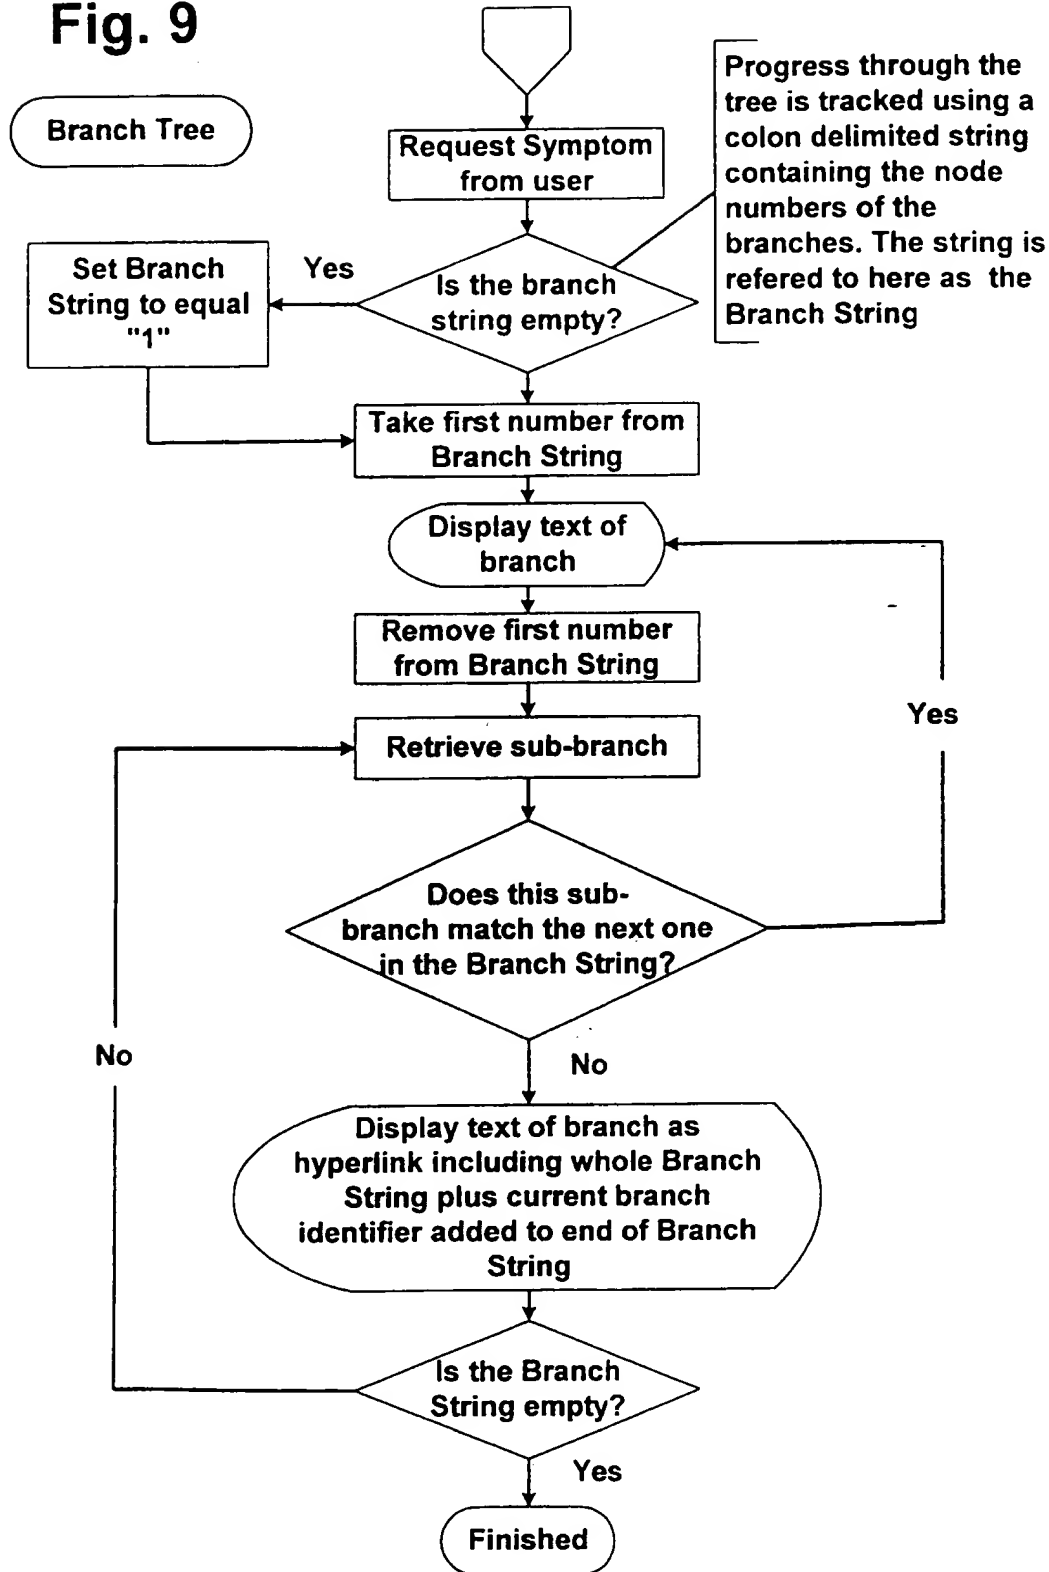 Fig. 9
Branch Tree
Request Symptom
from user
Progress through the
tree is tracked using a
colon delimited string
containing the node
numbers of the
branches. The string is
refered to here as the
Branch String
Is the branch
string empty?
Yes
Set Branch
String to equal
"1"
Take first number from
Branch String
Display text of
branch
Remove first number
from Branch String
Yes
Retrieve sub-branch
Does this sub-
branch match the next one
in the Branch String?
No
No
Display text of branch as
hyperlink including whole Branch
String plus current branch
identifier added to end of Branch
String
Is the Branch
String empty?
Yes
Finished